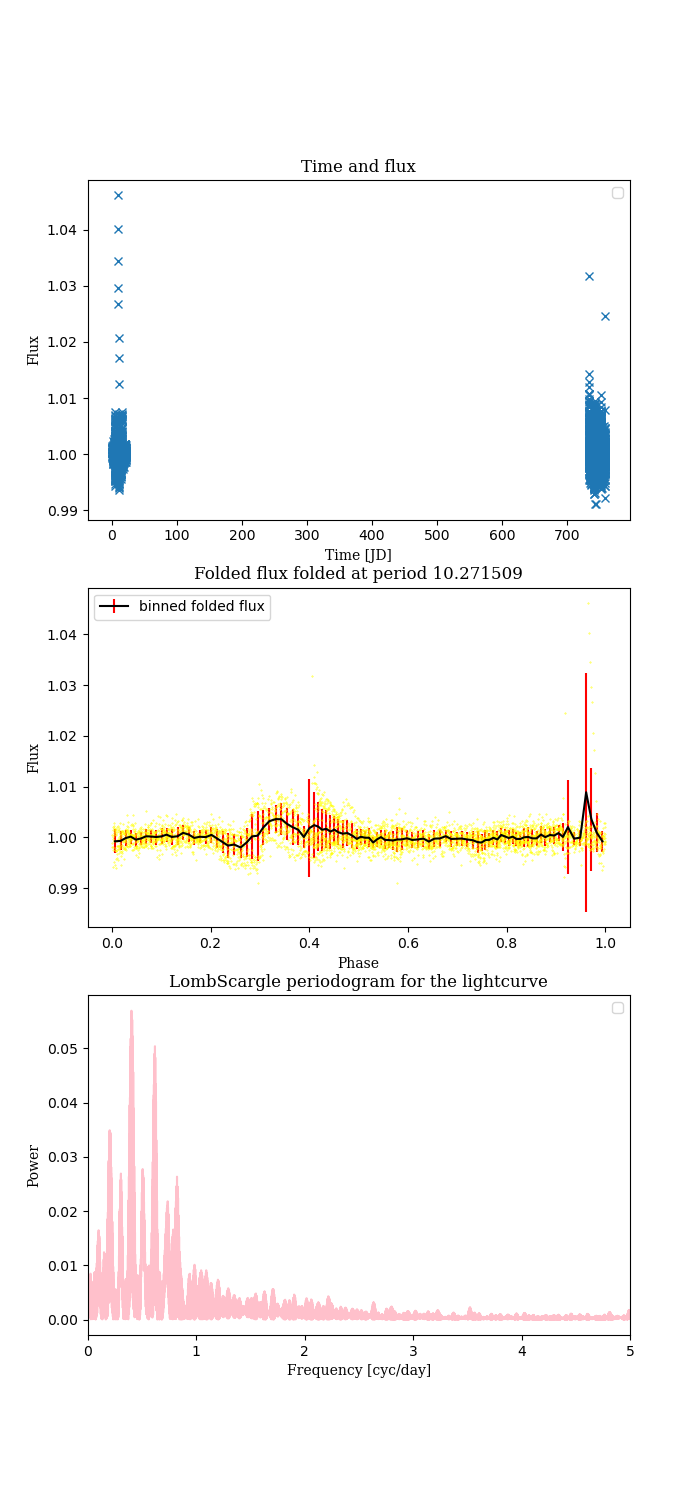 Time and flux
Flux
1.04
1.03
1.02
1.01
1.00
0.99
0 100 200 300 400 500 600 700
Time [JD]
Folded flux folded at period 10.271509
binned folded flux
Flux
1.04
1.03
1.02
1.01
1.00
0.99
0.0 0.2 0.4 0.6 0.8 1.0
Phase
LombScargle periodogram for the lightcurve
Power
0.05
0.04
0.03
0.02
0.01
0.00
0 1 2 3 4 5
Frequency [cyc/day]